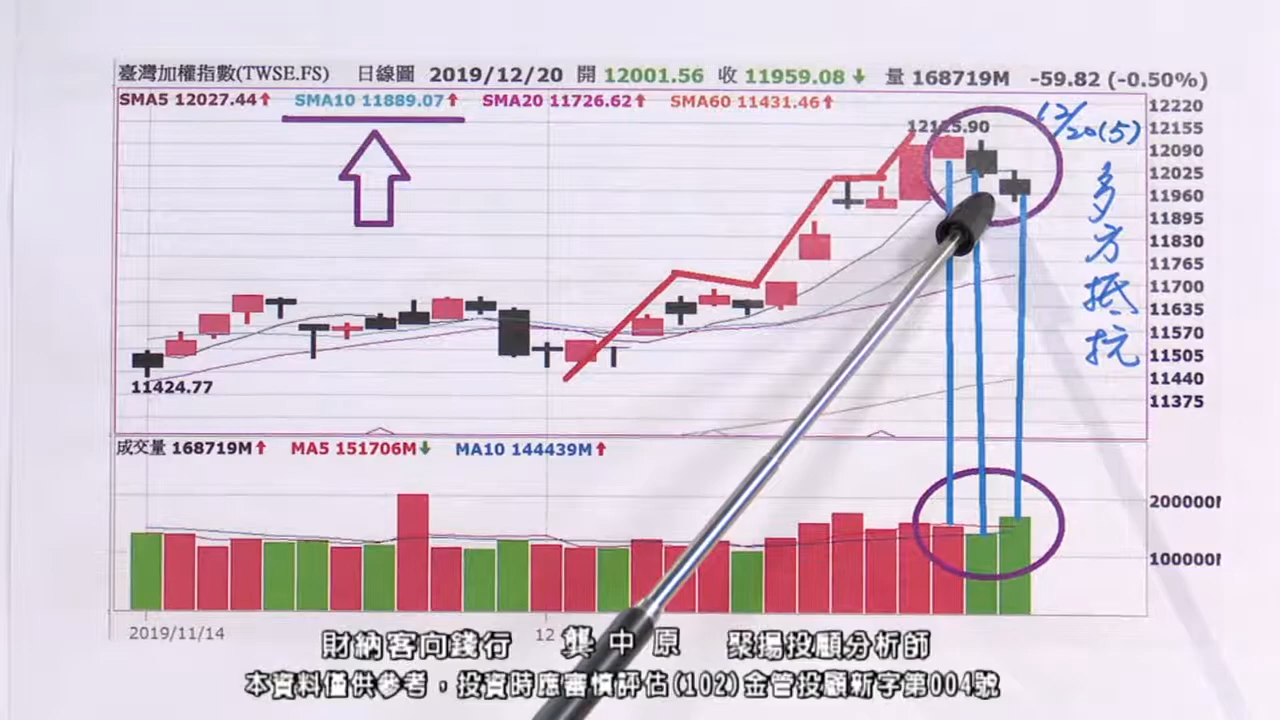 臺灣加權指數(TWSE.FS) 日線圖 2019/12/20 開 12001.56 收 11959.08↓ 量 168719M -59.82 (-0.50%)
SMA5 12027.44↑ SMA10 11889.07↑ SMA20 11726.62↑ SMA60 11431.46↑
12/20(5)
多方抵抗
12125.90
11424.77
12220
12155
12090
12025
11960
11895
11830
11765
11700
11635
11570
11505
11440
11375
成交量 168719M↑ MA5 151706M↓ MA10 144439M↑
200000M
100000M
2019/11/14
12
財納客向錢行 龔中原 聚揚投顧分析師
本資料僅供參考,投資時應審慎評估(102)金管投顧新字第004號